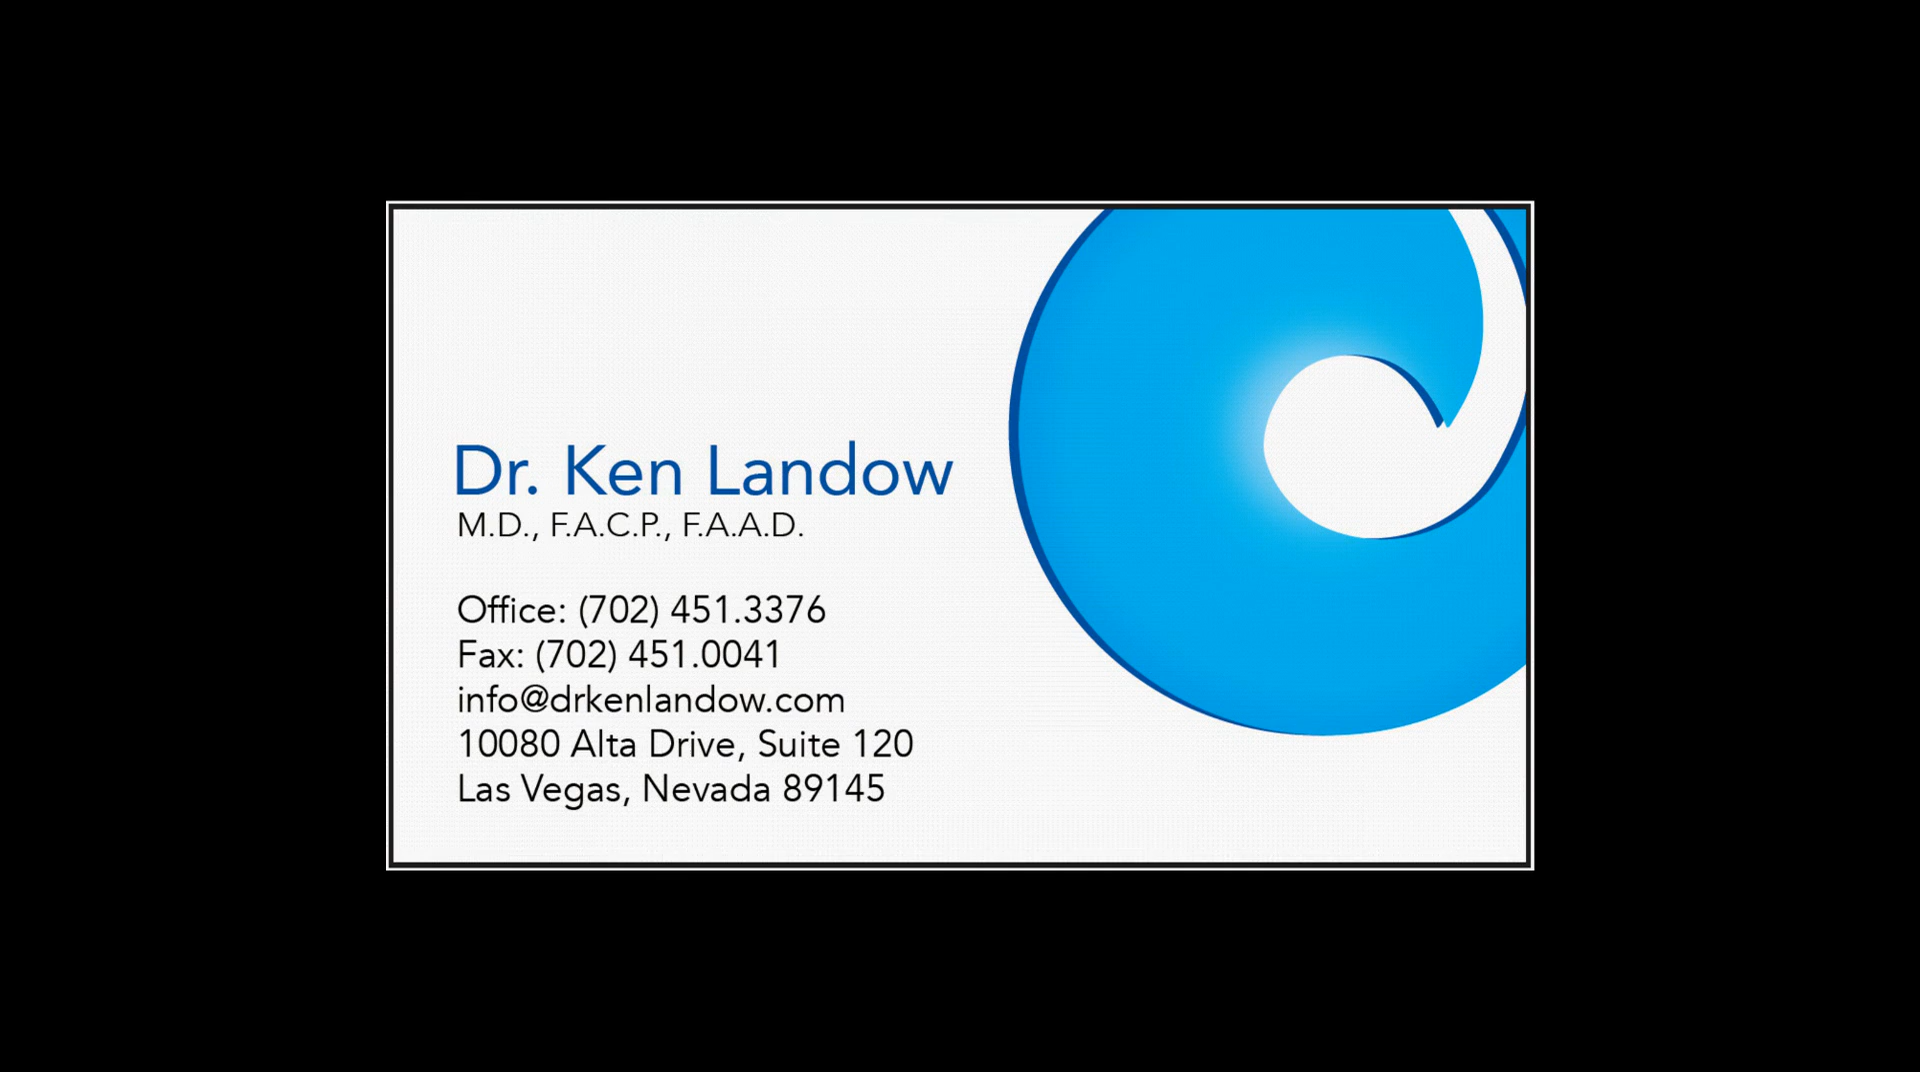 Dr. Ken Landow
M.D., F.A.C.P., F.A.A.D.
Office: (702) 451.3376
Fax: (702) 451.0041
info@drkenlandow.com
10080 Alta Drive, Suite 120
Las Vegas, Nevada 89145